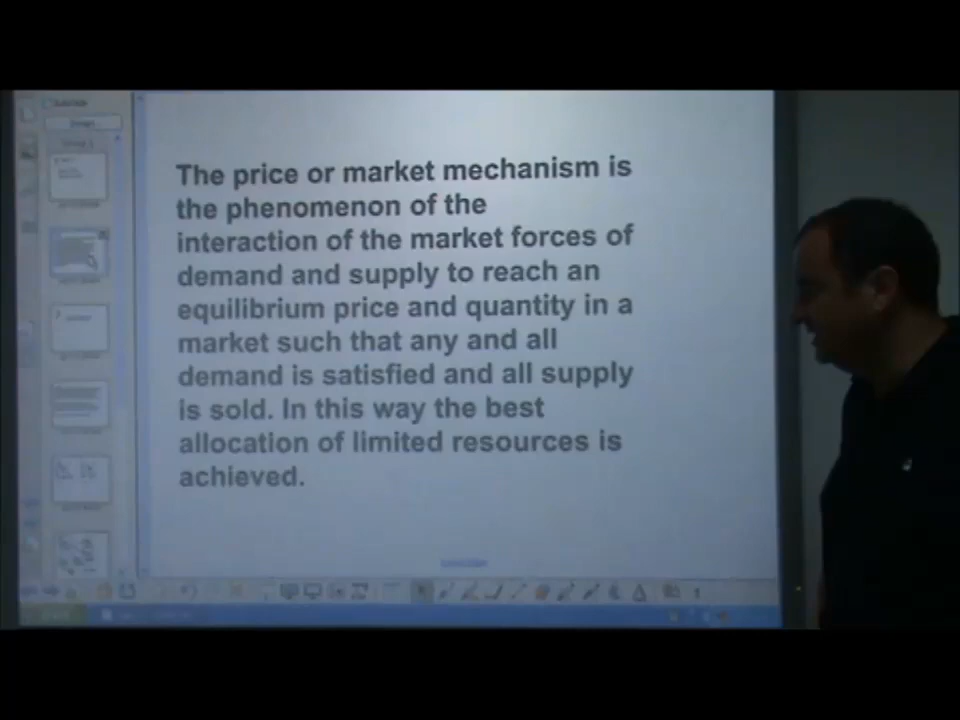 The price or market mechanism is
the phenomenon of the
interaction of the market forces of
demand and supply to reach an
equilibrium price and quantity in a
market such that any and all
demand is satisfied and all supply
is sold. In this way the best
allocation of limited resources is
achieved.